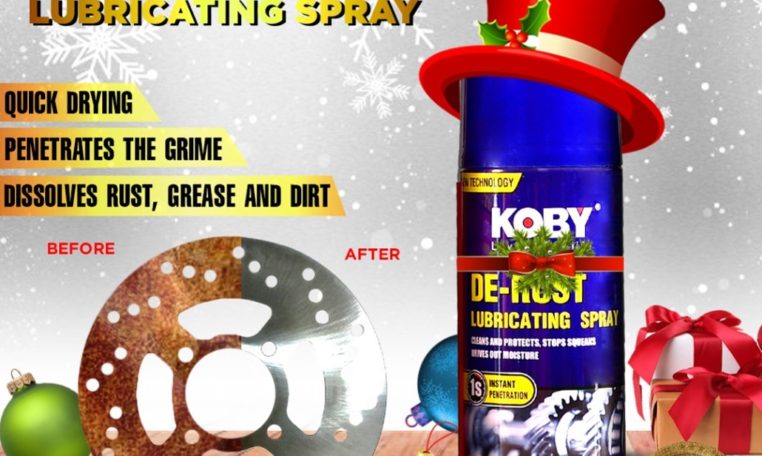 LUBRICATING SPRAY
QUICK DRYING
PENETRATES THE GRIME
DISSOLVES RUST, GREASE AND DIRT
BEFORE
AFTER
TECHNOLOGY
KOBY®
DE-RUST
LUBRICATING SPRAY
CLEANS AND PROTECTS, STOPS SQUEAKS
DRIVES OUT MOISTURE
1S
INSTANT
PENETRATION